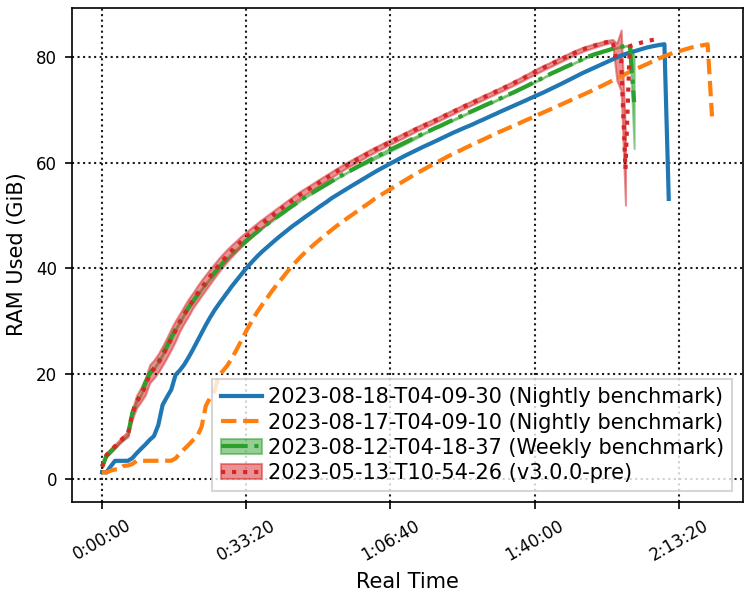 80
60
40
20
0
RAM Used (GiB)
2023-08-18-T04-09-30 (Nightly benchmark)
2023-08-17-T04-09-10 (Nightly benchmark)
2023-08-12-T04-18-37 (Weekly benchmark)
2023-05-13-T10-54-26 (v3.0.0-pre)
0:00:00
0:33:20
1:06:40
1:40:00
2:13:20
Real Time